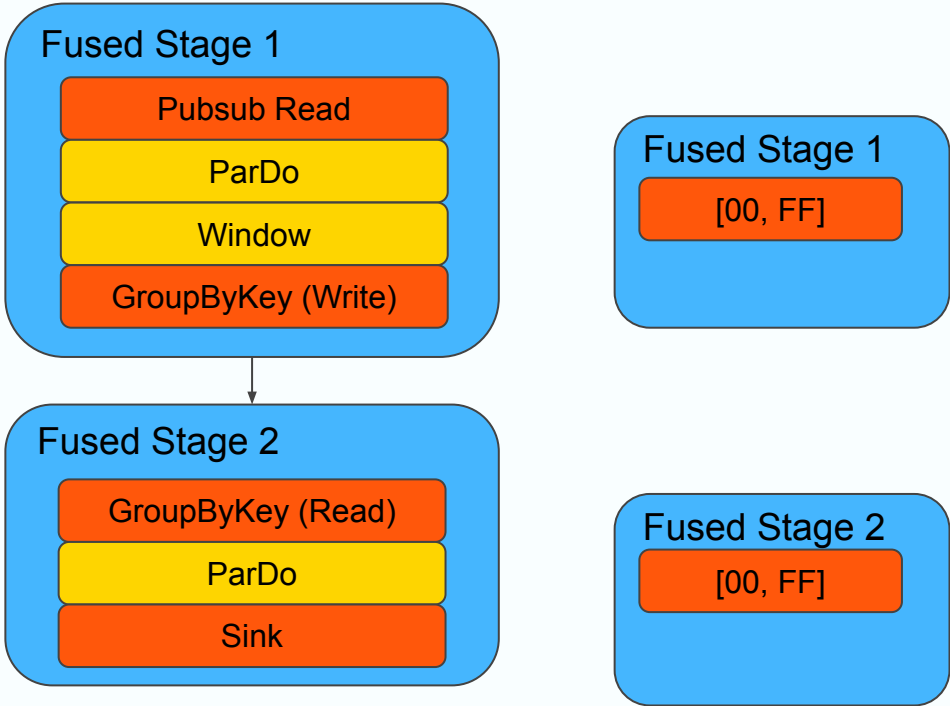 Fused Stage 1
Pubsub Read
ParDo
Window
GroupByKey (Write)
Fused Stage 2
GroupByKey (Read)
ParDo
Sink
Fused Stage 1
[00, FF]
Fused Stage 2
[00, FF]